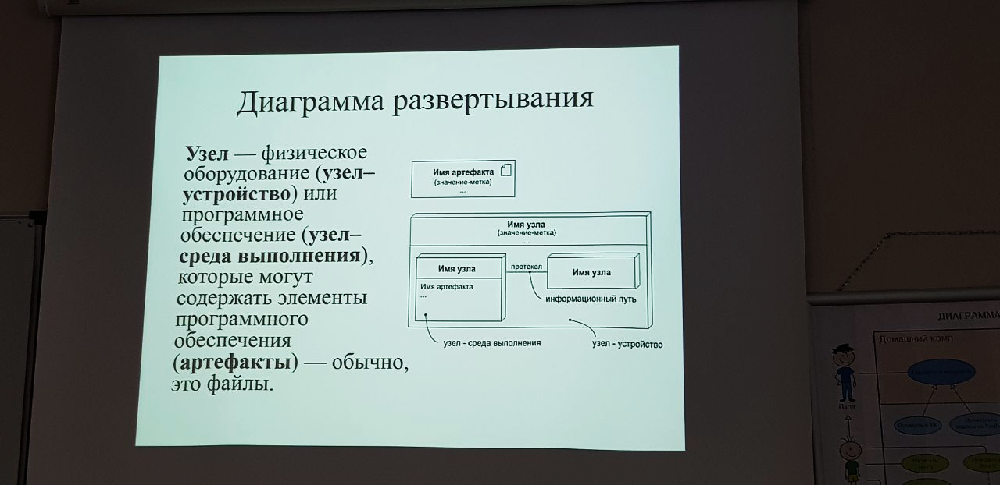 Диаграмма развертывания
Узел — физическое
оборудование (узел–
устройство) или
программное
обеспечение (узел–
среда выполнения),
которые могут
содержать элементы
программного
обеспечения
(артефакты) — обычно,
это файлы.
Имя артефакта
{значение-метка}
...
Имя узла
{значение-метка}
...
Имя узла
Имя артефакта
...
протокол
Имя узла
информационный путь
узел - среда выполнения
узел - устройство
ДИАГРАММА
Домашний комп
Папа